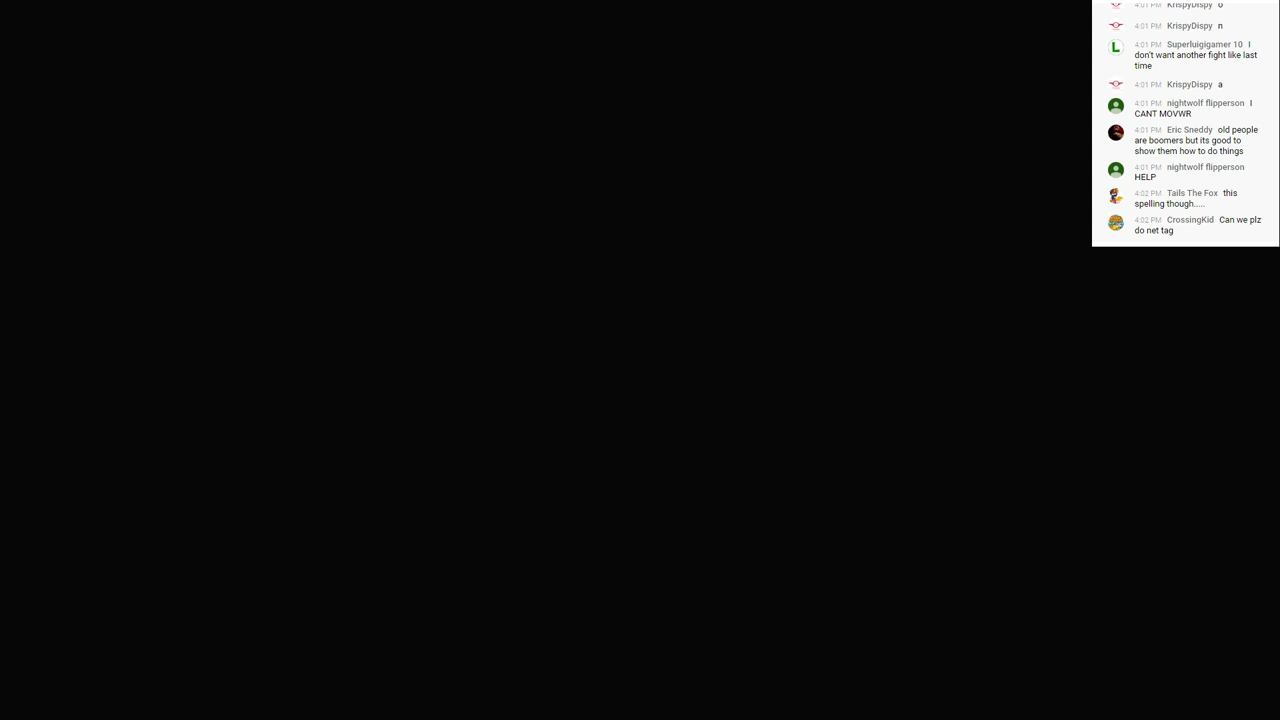 4:01 PM KrispyDispy o
4:01 PM KrispyDispy n
L 4:01 PM Superluigigamer 10 I
don't want another fight like last
time
4:01 PM KrispyDispy a
4:01 PM nightwolf flipperson I
CANT MOVWR
4:01 PM Eric Sneddy old people
are boomers but its good to
show them how to do things
4:01 PM nightwolf flipperson
HELP
4:02 PM Tails The Fox this
spelling though.....
4:02 PM CrossingKid Can we plz
do net tag